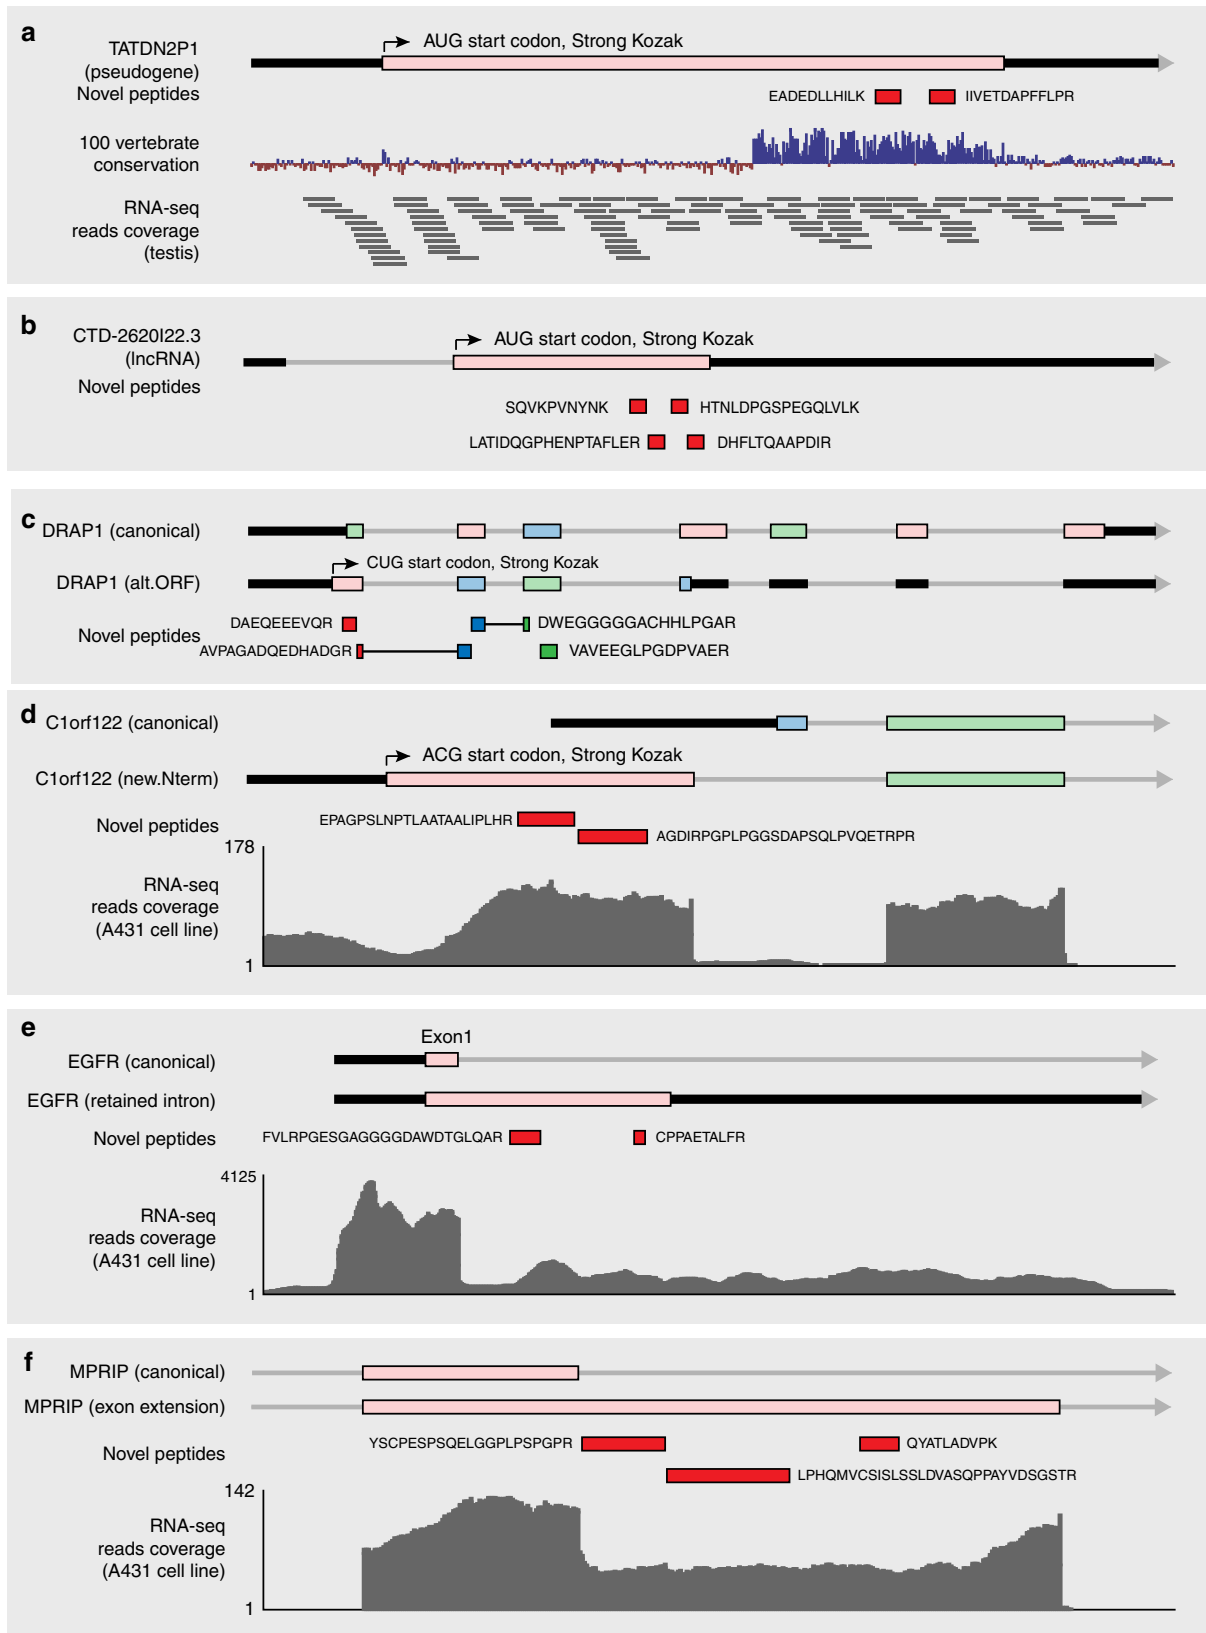 a
TATDN2P1
(pseudogene)
AUG start codon, Strong Kozak
Novel peptides
EADEDLLHILK
IIVETDAPFFLPR
100 vertebrate
conservation
RNA-seq
reads coverage
(testis)
b
CTD-2620I22.3
(lncRNA)
AUG start codon, Strong Kozak
Novel peptides
SQVKPVNYNK
HTNLDPGSPEGQLVLK
LATIDQGPHENPTAFLER
DHFLTQAAPDIR
c
DRAP1 (canonical)
CUG start codon, Strong Kozak
DRAP1 (alt.ORF)
Novel peptides
DAEQEEEVQR
DWEGGGGGACHHLPGAR
AVPAGADQEDHADGR
VAVEEGLPGDPVAER
d
C1orf122 (canonical)
ACG start codon, Strong Kozak
C1orf122 (new.Nterm)
Novel peptides
EPAGPSLNPTLAATAALIPLHR
AGDIRPGPLPGGSDAPSQLPVQETRPR
178
RNA-seq
reads coverage
(A431 cell line)
1
e
Exon1
EGFR (canonical)
EGFR (retained intron)
Novel peptides
FVLRPGESGAGGGGDAWDTGLQAR
CPPAETALFR
4125
RNA-seq
reads coverage
(A431 cell line)
1
f
MPRIP (canonical)
MPRIP (exon extension)
Novel peptides
YSCPESPSQELGGPLPSPGPR
QYATLADVPK
LPHQMVCSISLSSLDVASQPPAYVDSGSTR
142
RNA-seq
reads coverage
(A431 cell line)
1